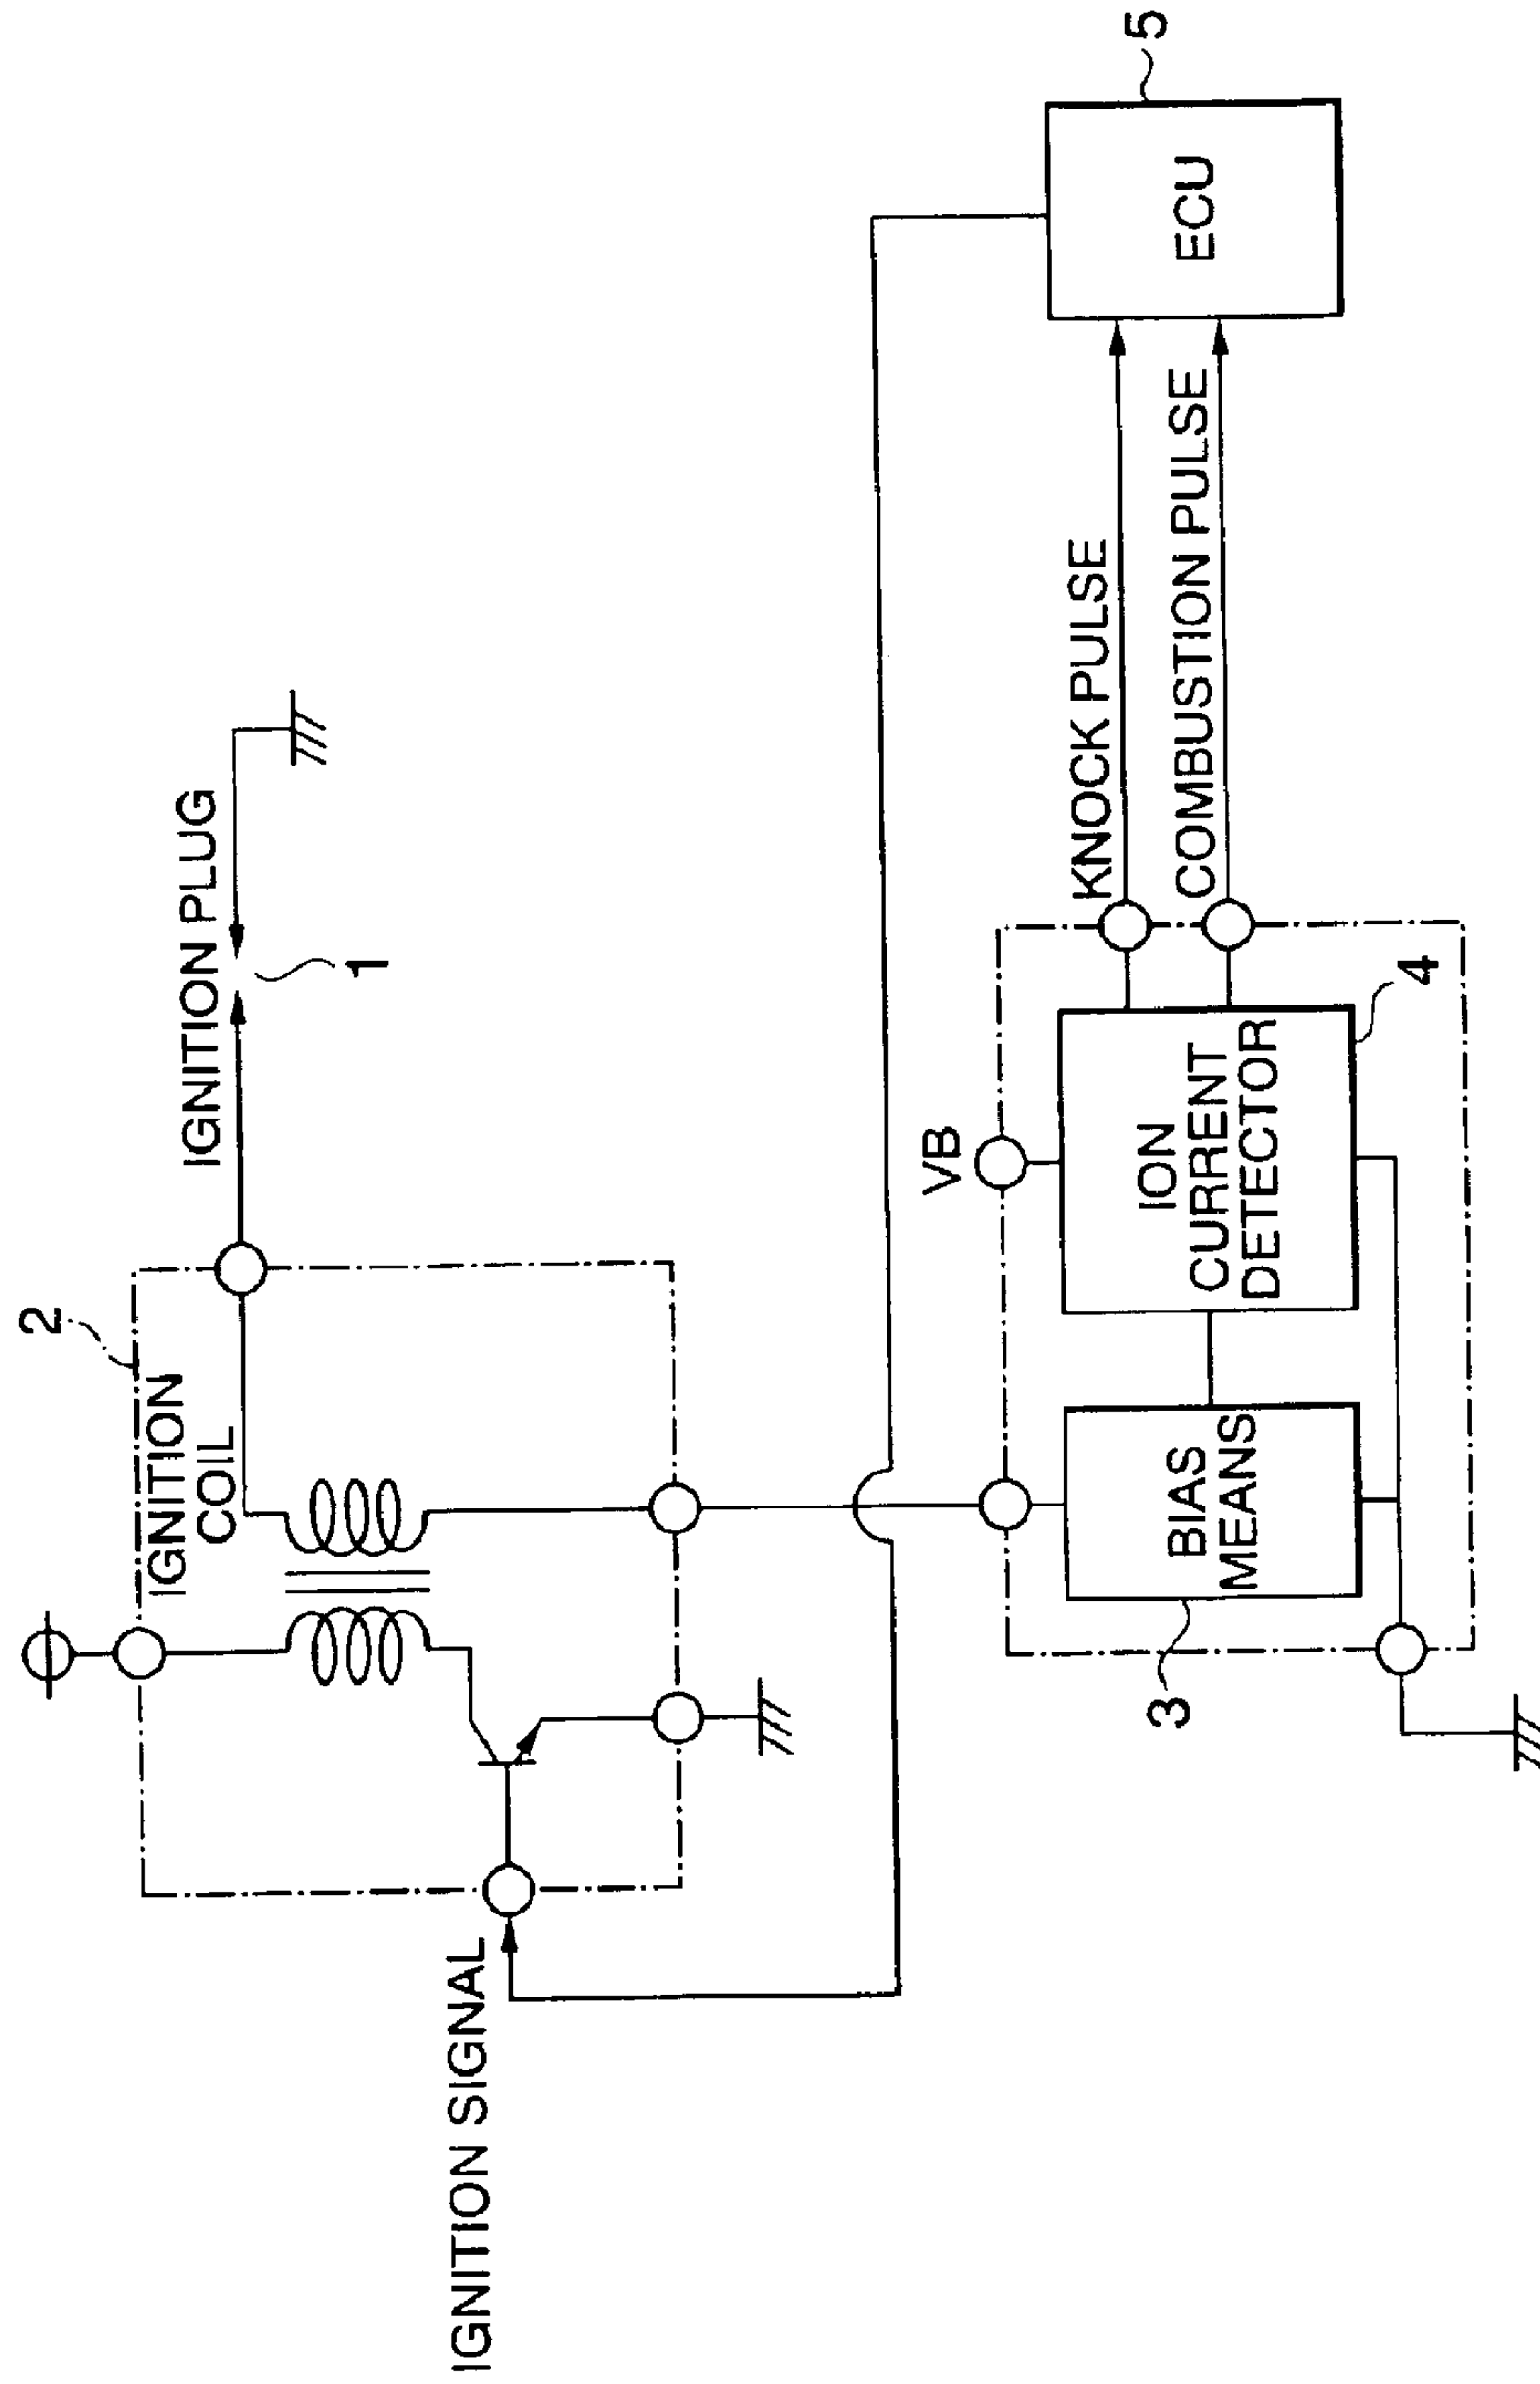 2
IGNITION
COIL
IGNITION PLUG
1
IGNITION SIGNAL
VB
KNOCK PULSE
COMBUSTION PULSE
5
ECU
3
BIAS
MEANS
ION
CURRENT
DETECTOR
4